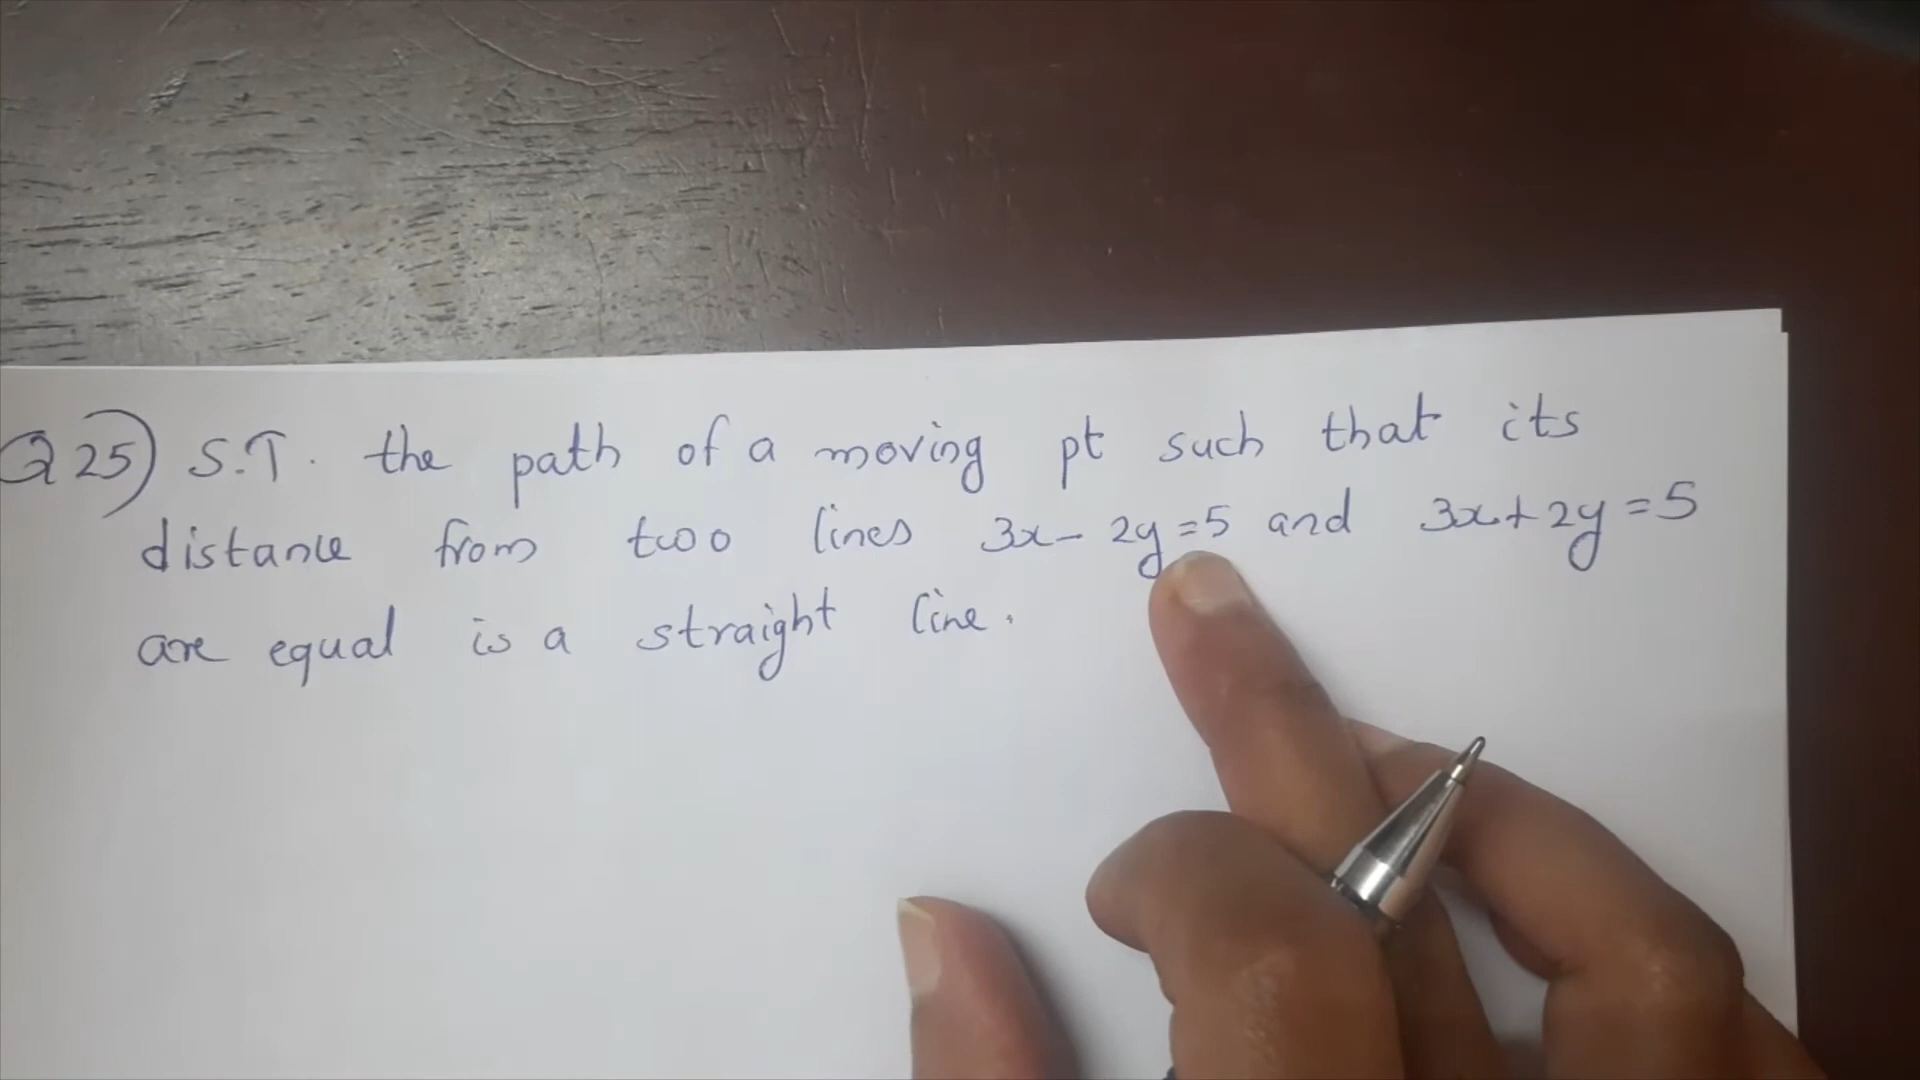 Q25) S.T. the path of a moving pt such that its
distance from two lines 3x - 2y = 5 and 3x + 2y = 5
are equal is a straight line.